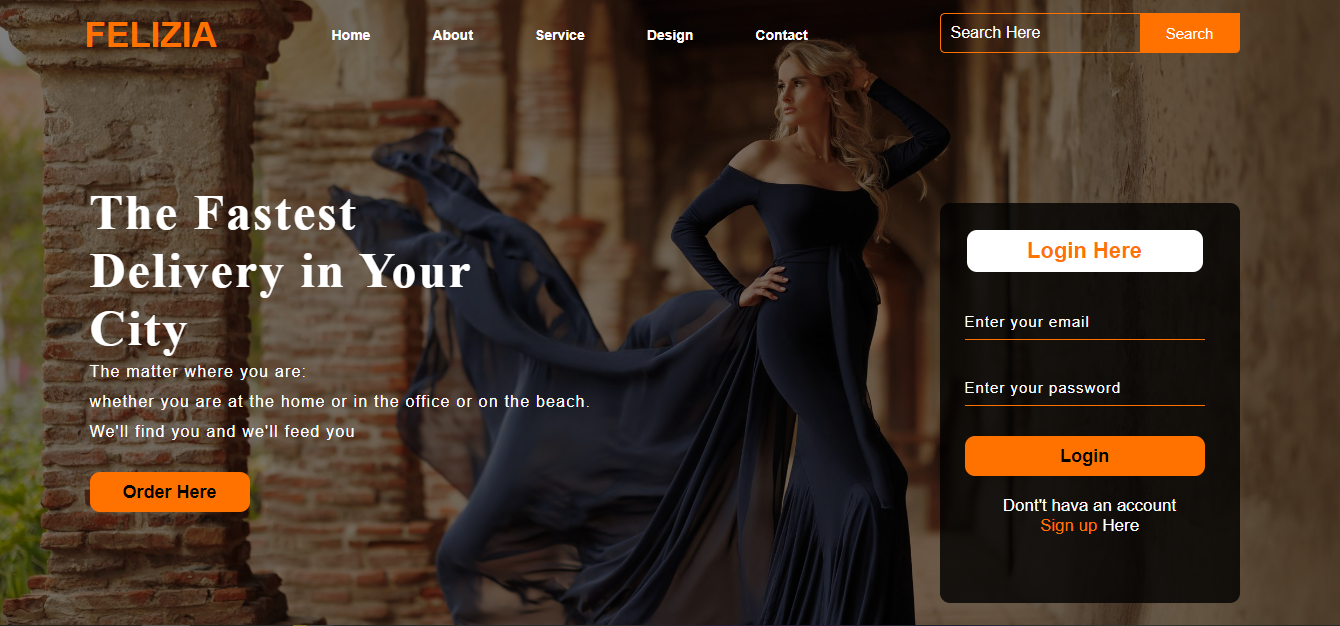 FELIZIA
Home
About
Service
Design
Contact
Search Here
Search
The Fastest
Delivery in Your
City
The matter where you are:
whether you are at the home or in the office or on the beach.
We'll find you and we'll feed you
Order Here
Login Here
Enter your email
Enter your password
Login
Dont't hava an account
Sign up Here